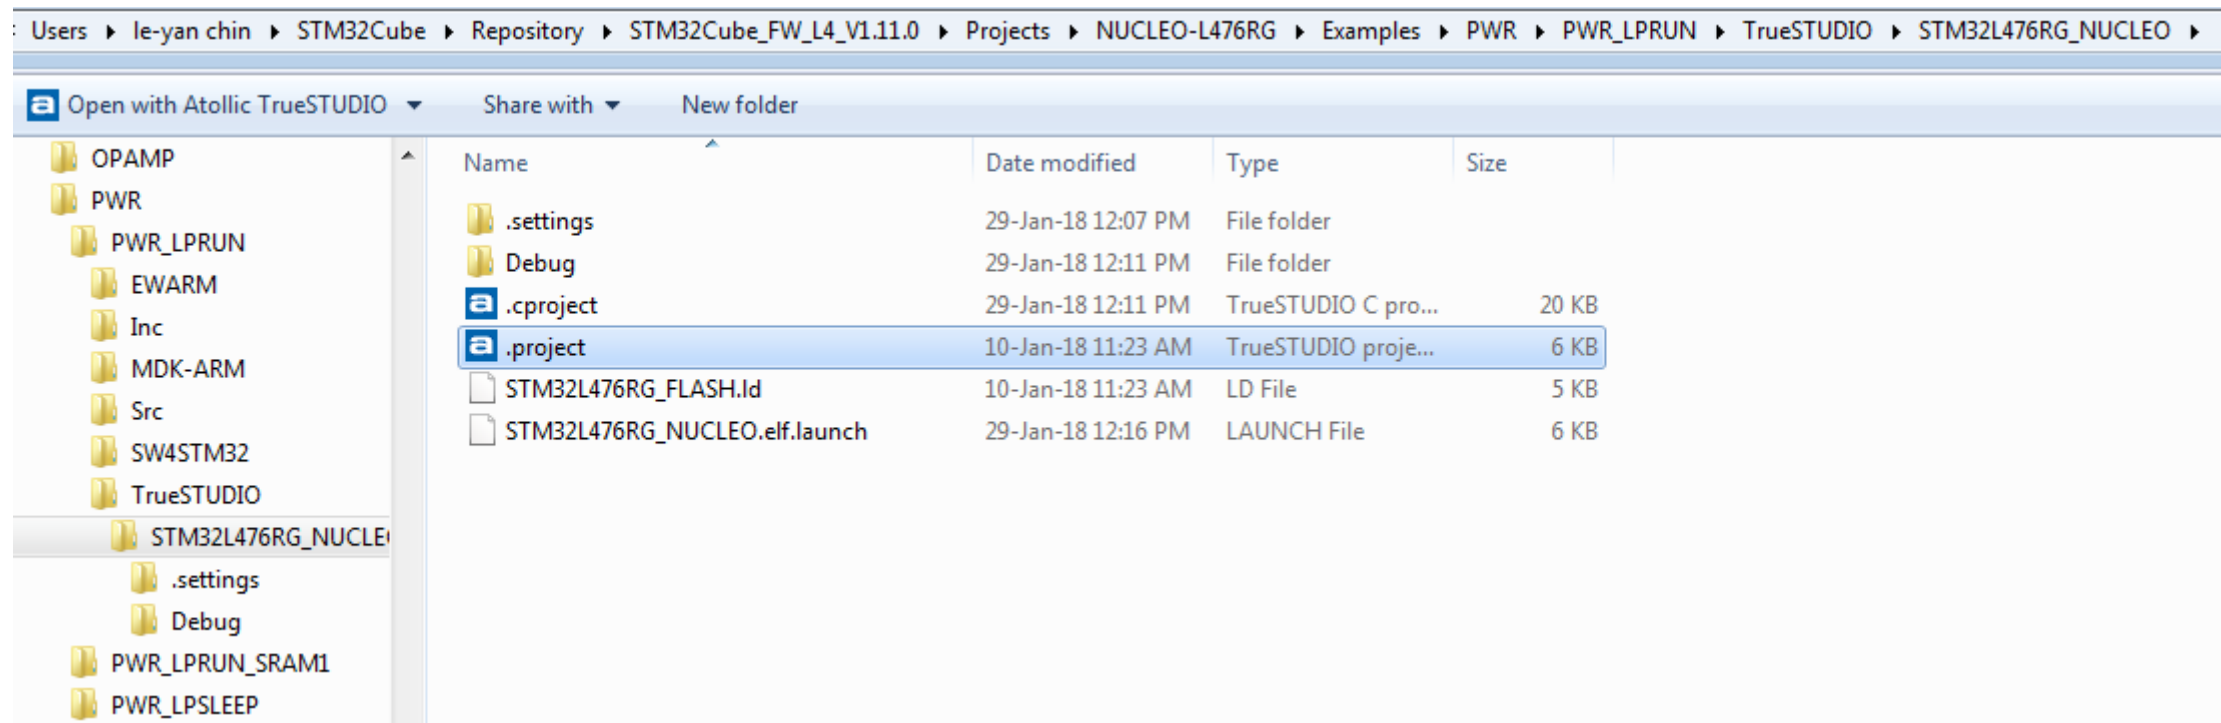 Users ▸ le-yan chin ▸ STM32Cube ▸ Repository ▸ STM32Cube_FW_L4_V1.11.0 ▸ Projects ▸ NUCLEO-L476RG ▸ Examples ▸ PWR ▸ PWR_LPRUN ▸ TrueSTUDIO ▸ STM32L476RG_NUCLEO ▸
Open with Atollic TrueSTUDIO Share with New folder
OPAMP
PWR
PWR_LPRUN
EWARM
Inc
MDK-ARM
Src
SW4STM32
TrueSTUDIO
STM32L476RG_NUCLE
.settings
Debug
PWR_LPRUN_SRAM1
PWR_LPSLEEP
Name Date modified Type Size
.settings 29-Jan-18 12:07 PM File folder
Debug 29-Jan-18 12:11 PM File folder
.cproject 29-Jan-18 12:11 PM TrueSTUDIO C pro... 20 KB
.project 10-Jan-18 11:23 AM TrueSTUDIO proje... 6 KB
STM32L476RG_FLASH.ld 10-Jan-18 11:23 AM LD File 5 KB
STM32L476RG_NUCLEO.elf.launch 29-Jan-18 12:16 PM LAUNCH File 6 KB